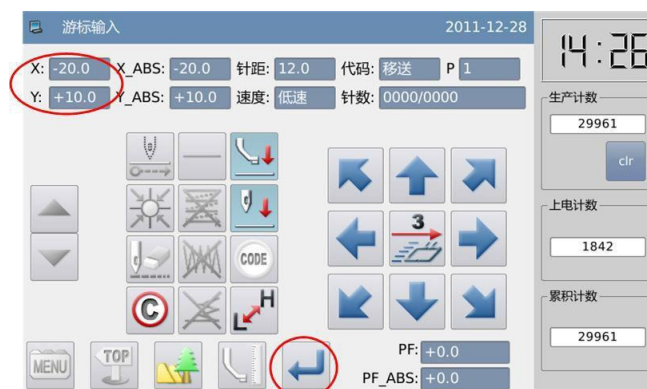 游标输入 2011-12-28
X: -20.0 X_ABS: -20.0 针距: 12.0 代码: 移送 P 1
Y: +10.0 Y_ABS: +10.0 速度: 低速 针数: 0000/0000
14:26
生产计数
29961
clr
上电计数
1842
累积计数
29961
3
CODE
C
H
L
MENU
TOP
PF: +0.0
PF_ABS: +0.0